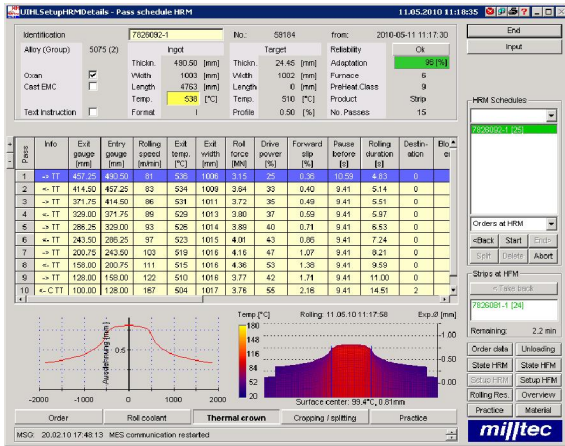 UIHLSetupHRMDetails - Pass schedule HRM 11.05.2010 11:18:35
Identification 7826092-1 No.: 58184 from: 2010-05-11 11:17:30
End
Input
Alloy (Group) 5075 (2) Ingot Target Reliability Ok
Thickn. 490.50 [mm] Thickn. 24.45 [mm] Adaptation 96 [%]
Oxan Width 1003 [mm] Width 1002 [mm] Furnace 6
Cast EMC Length 4763 [mm] Length 0 [mm] PreHeat.Class 9
Temp. 538 [°C] Temp. 510 [°C] Product Strip
Text instruction Format I Profile 0.50 [%] No. Passes 15
HRM Schedules
7826092-1 [25]
Pass Info Exit gauge [mm] Entry gauge [mm] Rolling speed [m/min] Exit temp. [°C] Exit width [mm] Roll force [MN] Drive power [%] Forward slip [%] Pause before [s] Rolling duration [s] Destin-ation
1 -> TT 457.25 490.50 81 536 1006 3.15 25 0.36 10.59 4.83 0
2 <- TT 414.50 457.25 83 534 1009 3.64 33 0.40 9.41 5.14 0
3 -> TT 371.75 414.50 86 531 1011 3.72 35 0.49 9.41 5.51 0
4 <- TT 329.00 371.75 89 529 1013 3.80 37 0.59 9.41 5.97 0
5 -> TT 286.25 329.00 93 526 1014 3.89 40 0.71 9.41 6.53 0
6 <- TT 243.50 286.25 97 523 1015 4.01 43 0.86 9.41 7.24 0
7 -> TT 200.75 243.50 103 519 1016 4.16 47 1.07 9.41 8.21 0
8 <- TT 158.00 200.75 111 515 1016 4.36 53 1.38 9.41 9.59 0
9 -> TT 128.00 158.00 122 510 1016 3.77 42 1.71 9.41 11.00 0
10 <- C TT 100.00 128.00 167 504 1017 3.76 55 2.16 9.41 14.51 2
Orders at HRM
<Back Start End>
Split Delete Abort
Strips at HFM
<Take back
7826081-1 [24]
Remaining: 2.2 min
Order data Unloading
State HRM State HFM
Setup HRM Setup HFM
Rolling Res. Overview
Practice Material
Ausdehnung [mm]
0.5
-2000 -1000 0 1000 2000
Temp.[°C] Rolling: 11.05.10 11:17:58 Exp.Ø [mm]
180
148
116
84
52
20
1.00
0.50
0.00
Surface center: 99.4°C, 0.81mm
Order Roll coolant Thermal crown Cropping / splitting Practice
MSG: 20.02.10 17:48:13 MES communication restarted
milltec